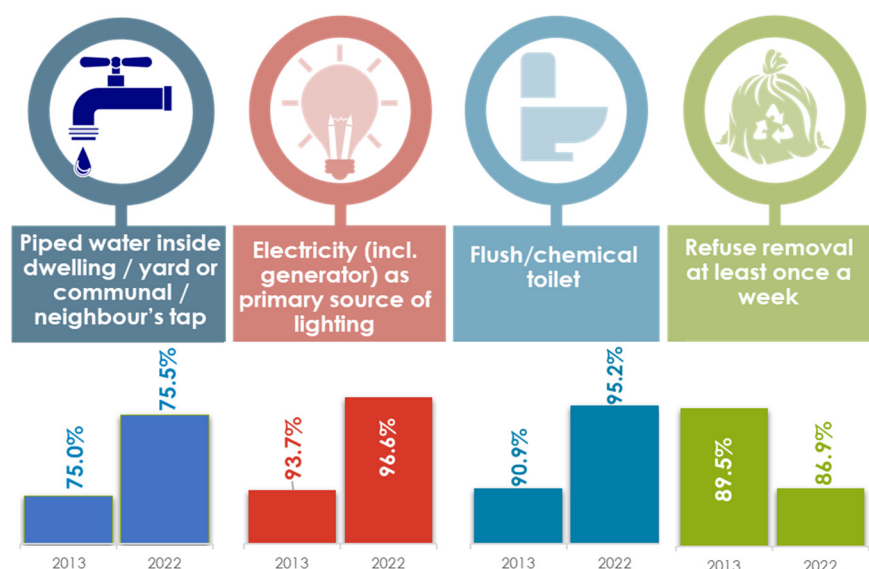 Piped water inside
dwelling / yard or
communal /
neighbour's tap
Electricity (incl.
generator) as
primary source of
lighting
Flush/chemical
toilet
Refuse removal
at least once a
week
75.0%
75.5%
93.7%
96.6%
90.9%
95.2%
89.5%
86.9%
2013
2022
2013
2022
2013
2022
2013
2022